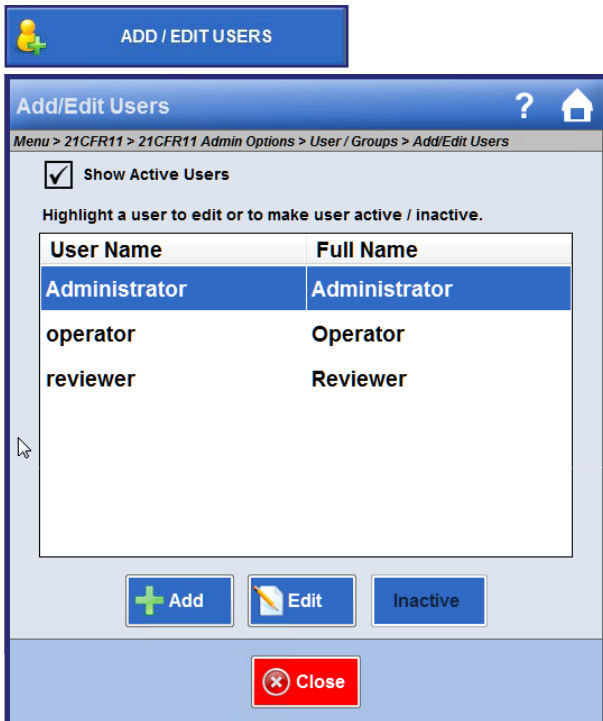 ADD / EDIT USERS
Add/Edit Users ?
Menu > 21CFR11 > 21CFR11 Admin Options > User / Groups > Add/Edit Users
Show Active Users
Highlight a user to edit or to make user active / inactive.
User Name Full Name
Administrator Administrator
operator Operator
reviewer Reviewer
Add Edit Inactive
Close